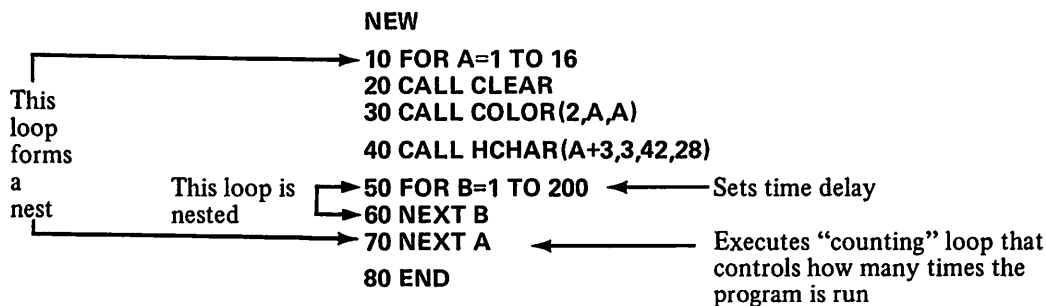 NEW
10 FOR A=1 TO 16
20 CALL CLEAR
30 CALL COLOR(2,A,A)
40 CALL HCHAR(A+3,3,42,28)
50 FOR B=1 TO 200
60 NEXT B
70 NEXT A
80 END
This
loop
forms
a
nest
This loop is
nested
Sets time delay
Executes “counting” loop that
controls how many times the
program is run